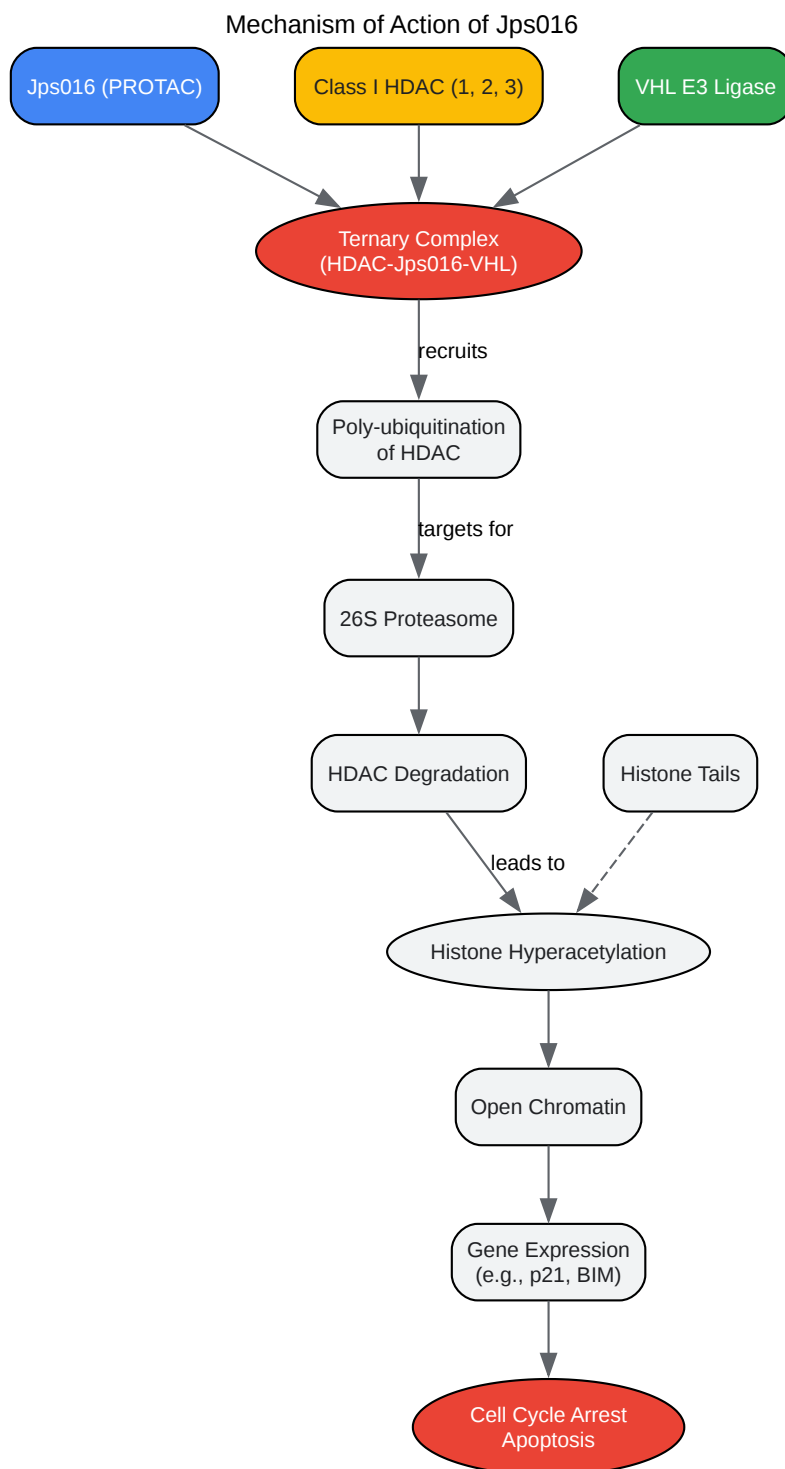 Mechanism of Action of Jps016
Jps016 (PROTAC)
Class I HDAC (1, 2, 3)
VHL E3 Ligase
Ternary Complex
(HDAC-Jps016-VHL)
recruits
Poly-ubiquitination
of HDAC
targets for
26S Proteasome
HDAC Degradation
Histone Tails
leads to
Histone Hyperacetylation
Open Chromatin
Gene Expression
(e.g., p21, BIM)
Cell Cycle Arrest
Apoptosis